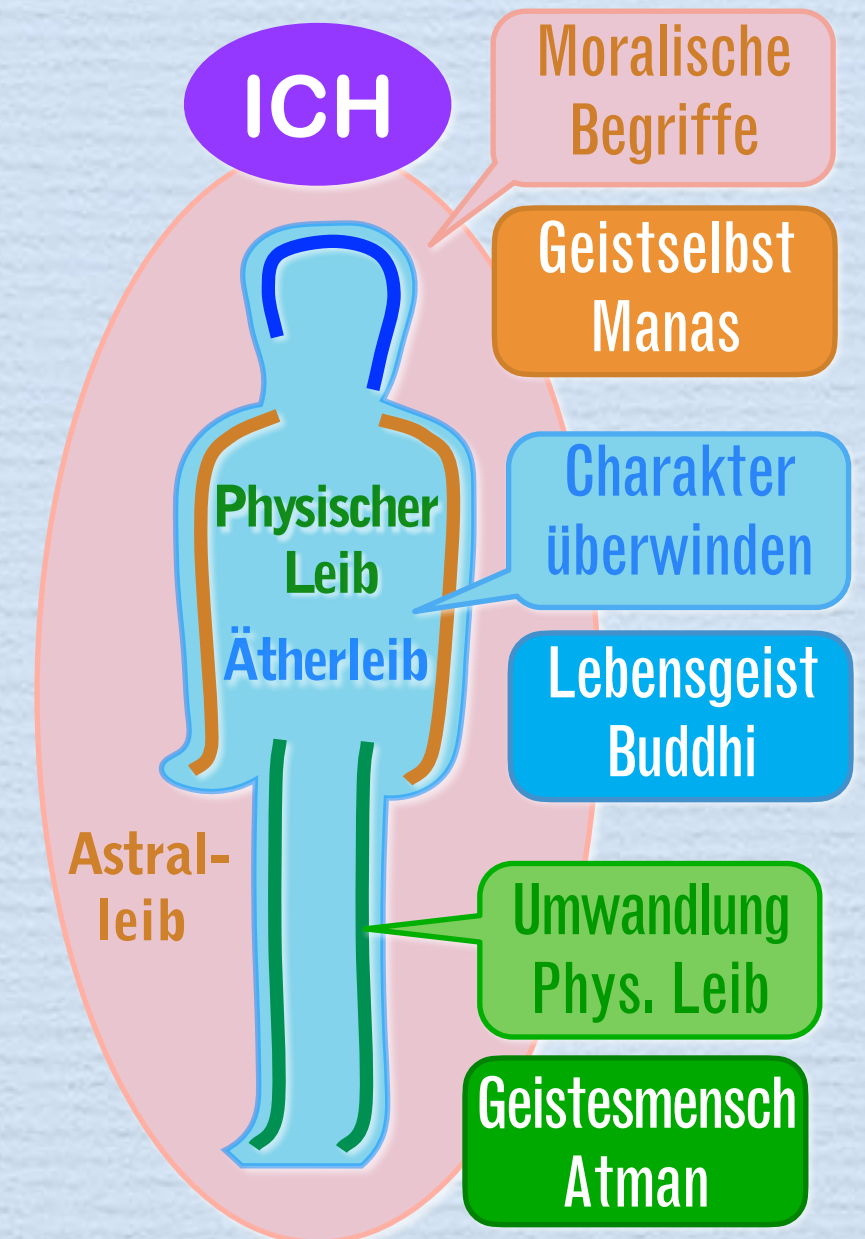 ICH
Moralische
Begriffe
Geistselbst
Manas
Physischer
Leib
Ätherleib
Charakter
überwinden
Lebensgeist
Buddhi
Astral-
leib
Umwandlung
Phys. Leib
Geistesmensch
Atman